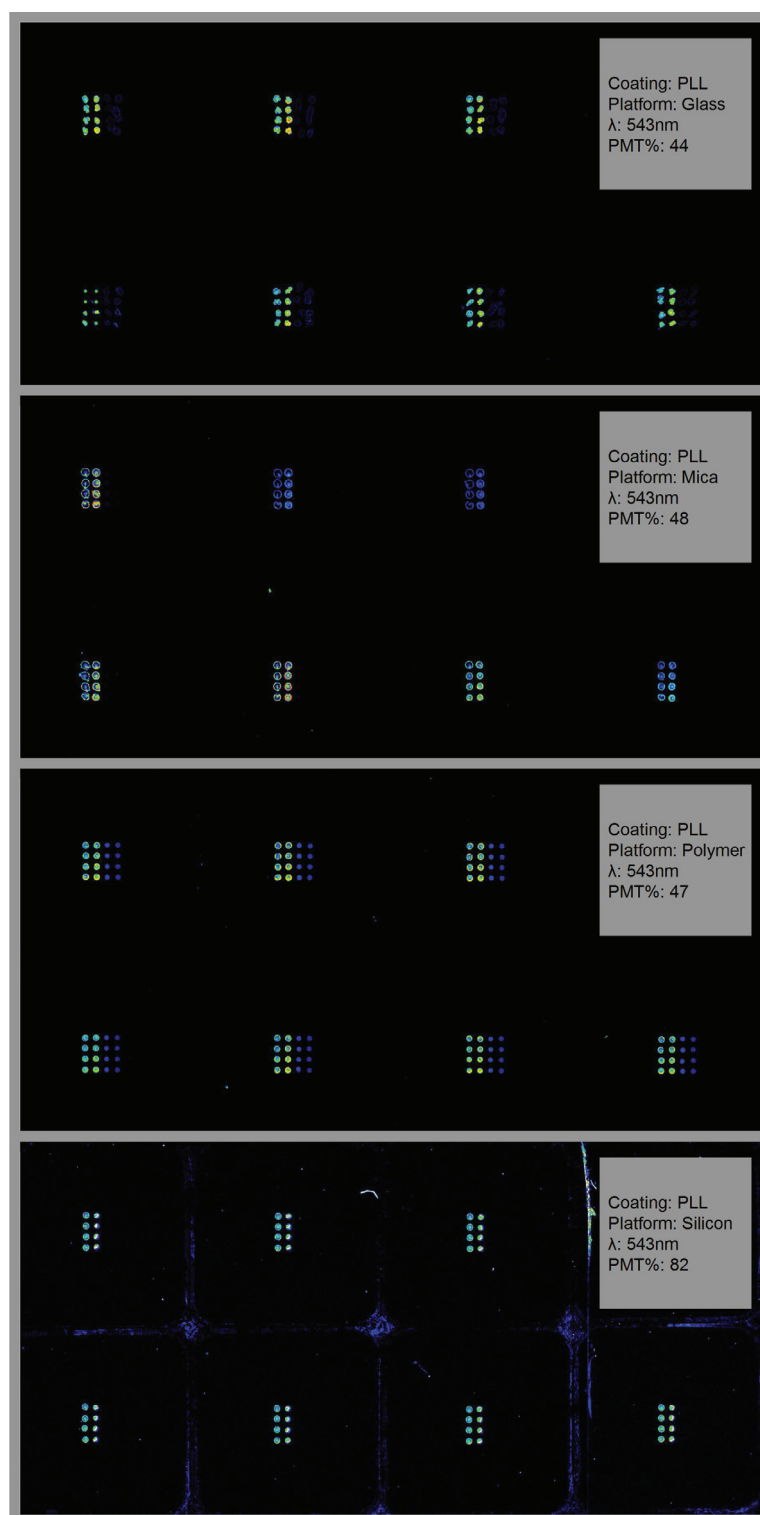 Coating: PLL
Platform: Glass
λ: 543nm
PMT%: 44
Coating: PLL
Platform: Mica
λ: 543nm
PMT%: 48
Coating: PLL
Platform: Polymer
λ: 543nm
PMT%: 47
Coating: PLL
Platform: Silicon
λ: 543nm
PMT%: 82